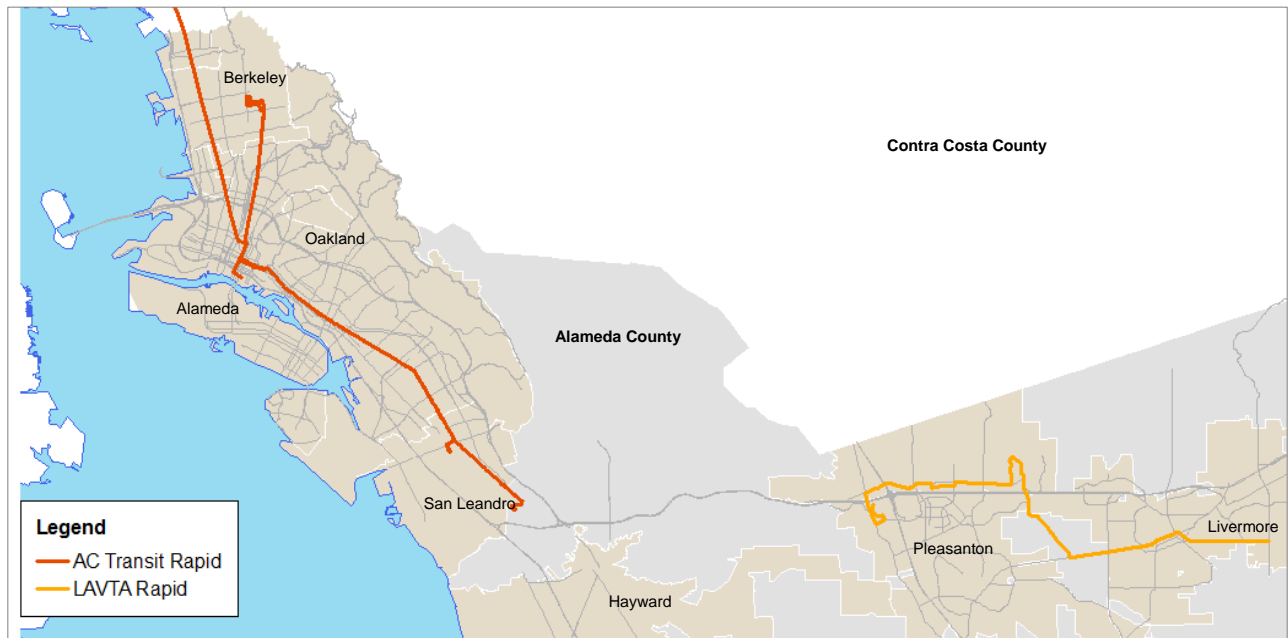 Berkeley
Contra Costa County
Oakland
Alameda
Alameda County
San Leandro
Livermore
Pleasanton
Hayward
Legend
AC Transit Rapid
LAVTA Rapid